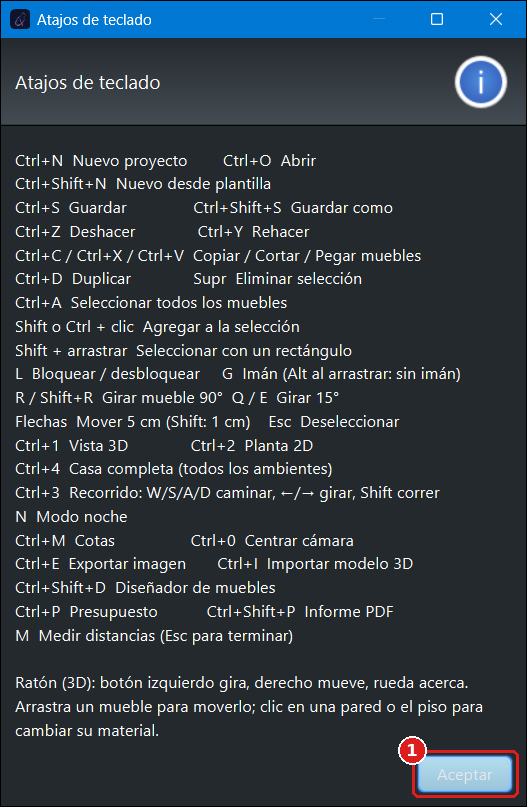 Atajos de teclado
Atajos de teclado
i
Ctrl+N Nuevo proyecto Ctrl+O Abrir
Ctrl+Shift+N Nuevo desde plantilla
Ctrl+S Guardar Ctrl+Shift+S Guardar como
Ctrl+Z Deshacer Ctrl+Y Rehacer
Ctrl+C / Ctrl+X / Ctrl+V Copiar / Cortar / Pegar muebles
Ctrl+D Duplicar Supr Eliminar selección
Ctrl+A Seleccionar todos los muebles
Shift o Ctrl + clic Agregar a la selección
Shift + arrastrar Seleccionar con un rectángulo
L Bloquear / desbloquear G Imán (Alt al arrastrar: sin imán)
R / Shift+R Girar mueble 90° Q / E Girar 15°
Flechas Mover 5 cm (Shift: 1 cm) Esc Deseleccionar
Ctrl+1 Vista 3D Ctrl+2 Planta 2D
Ctrl+4 Casa completa (todos los ambientes)
Ctrl+3 Recorrido: W/S/A/D caminar, ←/→ girar, Shift correr
N Modo noche
Ctrl+M Cotas Ctrl+0 Centrar cámara
Ctrl+E Exportar imagen Ctrl+I Importar modelo 3D
Ctrl+Shift+D Diseñador de muebles
Ctrl+P Presupuesto Ctrl+Shift+P Informe PDF
M Medir distancias (Esc para terminar)
Ratón (3D): botón izquierdo gira, derecho mueve, rueda acerca.
Arrastra un mueble para moverlo; clic en una pared o el piso para
cambiar su material.
1
Aceptar